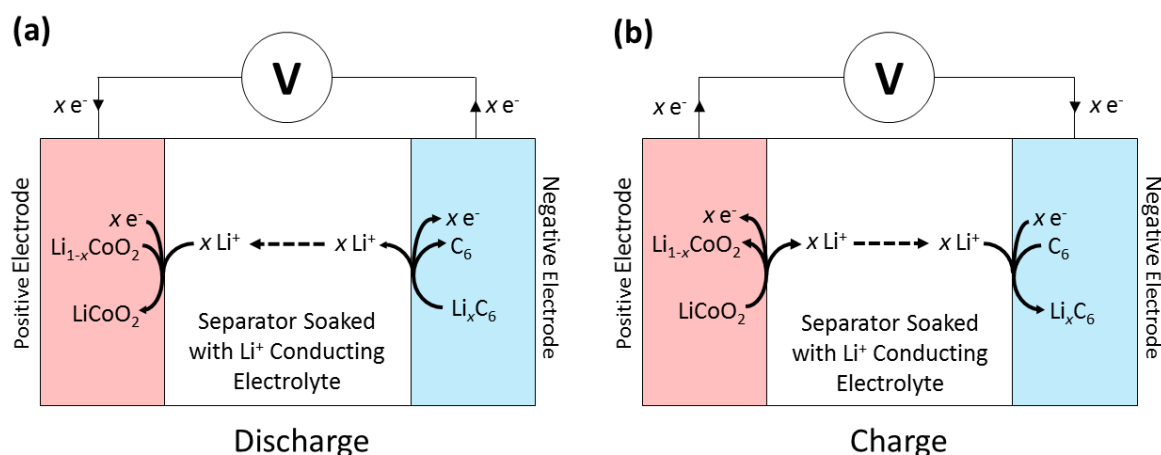 (a)
V
x e⁻
x e⁻
Positive Electrode
x e⁻
Li₁₋ₓCoO₂
LiCoO₂
x Li⁺
x Li⁺
x e⁻
C₆
LiₓC₆
Separator Soaked
with Li⁺ Conducting
Electrolyte
Negative Electrode
Discharge
(b)
V
x e⁻
x e⁻
Positive Electrode
x e⁻
Li₁₋ₓCoO₂
LiCoO₂
x Li⁺
x Li⁺
x e⁻
C₆
LiₓC₆
Separator Soaked
with Li⁺ Conducting
Electrolyte
Negative Electrode
Charge